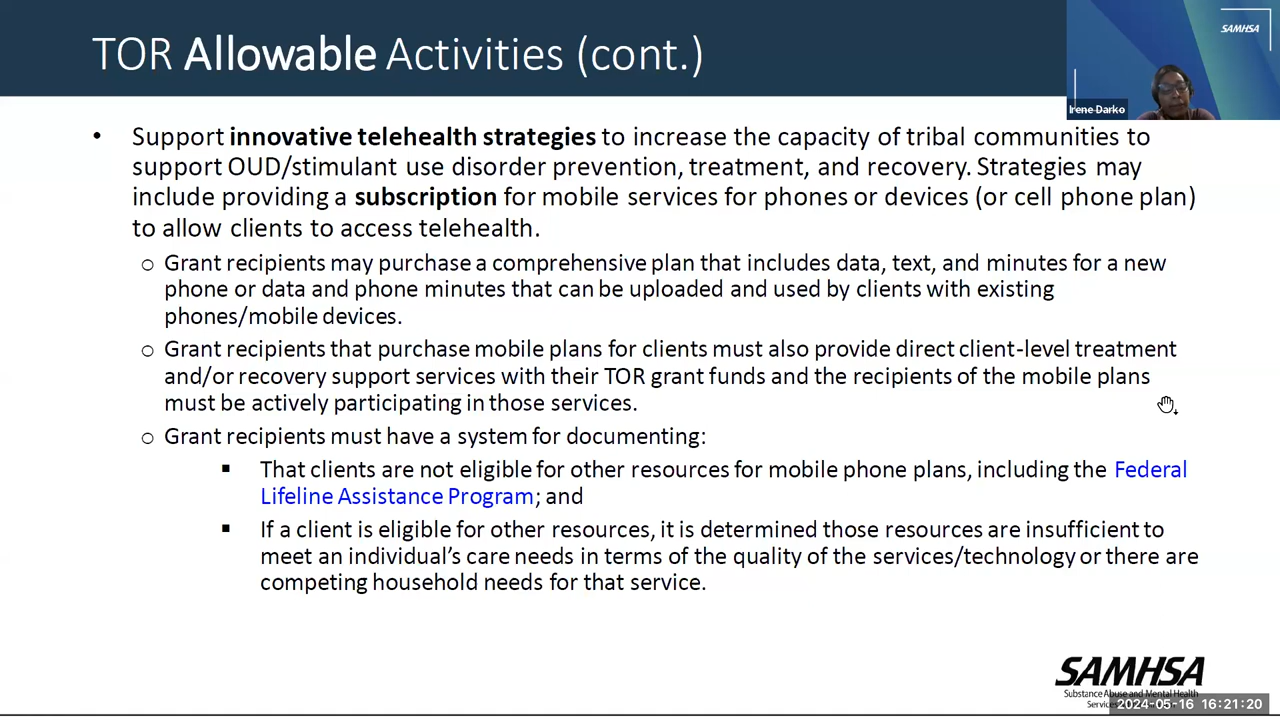 TOR Allowable Activities (cont.)
SAMHSA
Irene Darko
• Support innovative telehealth strategies to increase the capacity of tribal communities to
support OUD/stimulant use disorder prevention, treatment, and recovery. Strategies may
include providing a subscription for mobile services for phones or devices (or cell phone plan)
to allow clients to access telehealth.
o Grant recipients may purchase a comprehensive plan that includes data, text, and minutes for a new
phone or data and phone minutes that can be uploaded and used by clients with existing
phones/mobile devices.
o Grant recipients that purchase mobile plans for clients must also provide direct client-level treatment
and/or recovery support services with their TOR grant funds and the recipients of the mobile plans
must be actively participating in those services.
o Grant recipients must have a system for documenting:
▪ That clients are not eligible for other resources for mobile phone plans, including the Federal
Lifeline Assistance Program; and
▪ If a client is eligible for other resources, it is determined those resources are insufficient to
meet an individual's care needs in terms of the quality of the services/technology or there are
competing household needs for that service.
SAMHSA
Substance Abuse and Mental Health
Services
2024-05-16 16:21:20